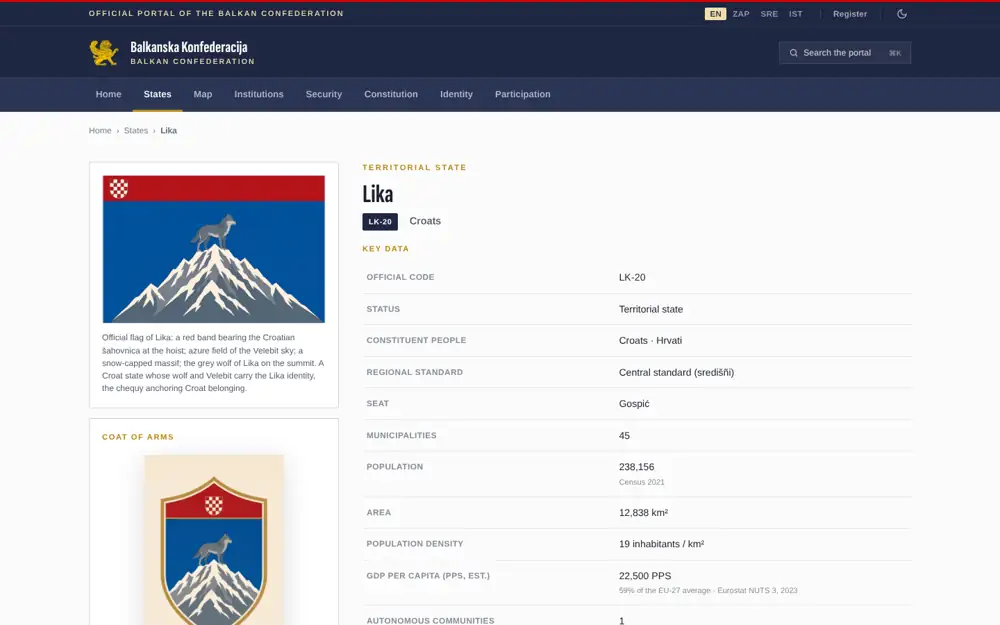 OFFICIAL PORTAL OF THE BALKAN CONFEDERATION
EN ZAP SRE IST Register
Balkanska Konfederacija
BALKAN CONFEDERATION
Search the portal ⌘K
Home States Map Institutions Security Constitution Identity Participation
Home › States › Lika
Official flag of Lika: a red band bearing the Croatian
šahovnica at the hoist; azure field of the Velebit sky; a
snow-capped massif; the grey wolf of Lika on the summit. A
Croat state whose wolf and Velebit carry the Lika identity,
the chequy anchoring Croat belonging.
COAT OF ARMS
TERRITORIAL STATE
Lika
LK-20 Croats
KEY DATA
OFFICIAL CODE LK-20
STATUS Territorial state
CONSTITUENT PEOPLE Croats · Hrvati
REGIONAL STANDARD Central standard (središńi)
SEAT Gospić
MUNICIPALITIES 45
POPULATION 238,156
Census 2021
AREA 12,838 km²
POPULATION DENSITY 19 inhabitants / km²
GDP PER CAPITA (PPS, EST.) 22,500 PPS
59% of the EU-27 average · Eurostat NUTS 3, 2023
AUTONOMOUS COMMUNITIES 1